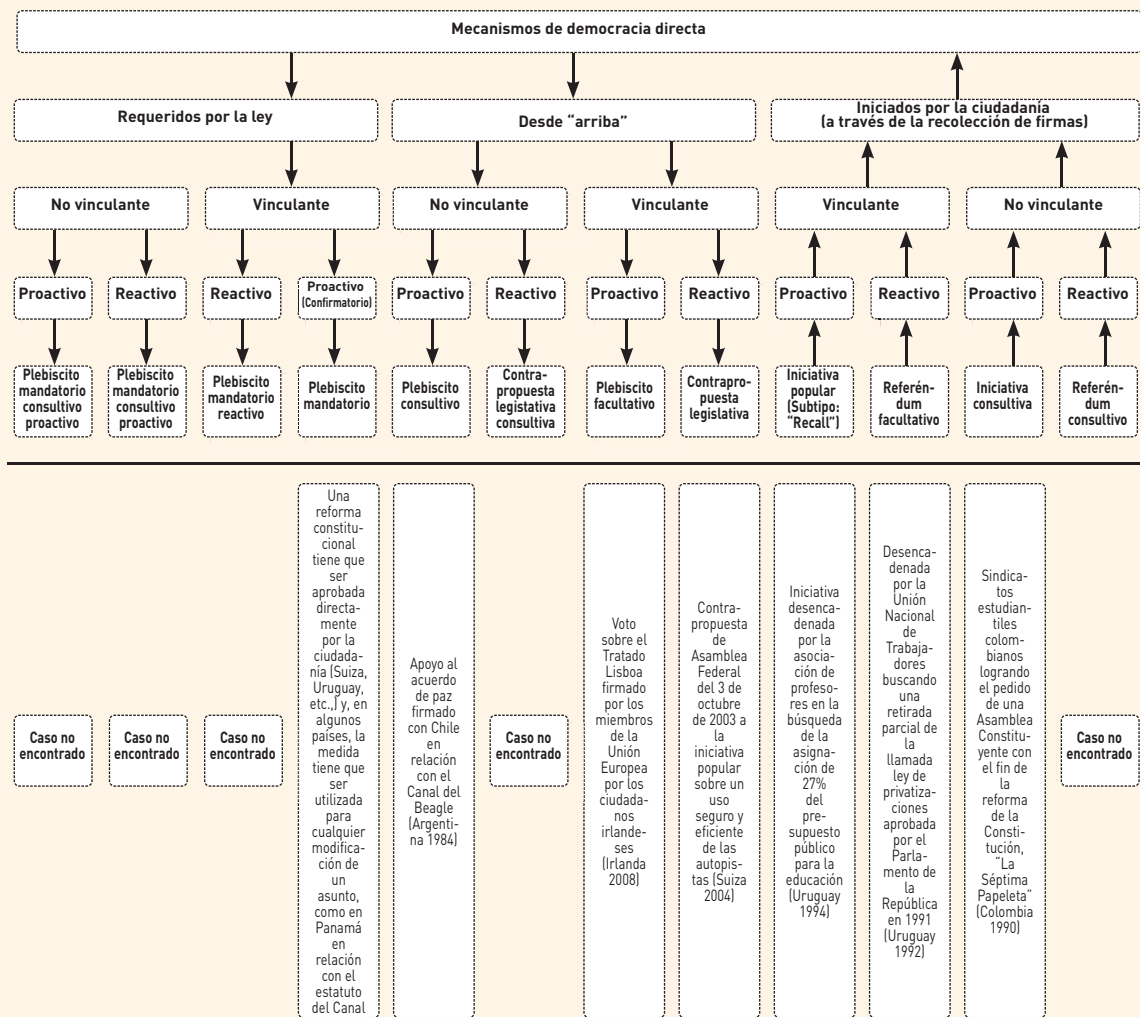 Mecanismos de democracia directa
Requeridos por la ley
Desde “arriba”
Iniciados por la ciudadanía
(a través de la recolección de firmas)
No vinculante
Vinculante
No vinculante
Vinculante
Vinculante
No vinculante
Proactivo
Reactivo
Reactivo
Proactivo
(Confirmatorio)
Proactivo
Reactivo
Proactivo
Reactivo
Proactivo
Reactivo
Proactivo
Reactivo
Plebiscito
mandatorio
consultivo
proactivo
Plebiscito
mandatorio
consultivo
proactivo
Plebiscito
mandatorio
reactivo
Plebiscito
mandatorio
Plebiscito
consultivo
Contra-
propuesta
legistativa
consultiva
Plebiscito
facultativo
Contrapro-
puesta
legislativa
Iniciativa
popular
(Subtipo:
“Recall”)
Referén-
dum
facultativo
Iniciativa
consultiva
Referén-
dum
consultivo
Caso no
encontrado
Caso no
encontrado
Caso no
encontrado
Una
reforma
constitu-
cional
tiene que
ser
aprobada
directa-
mente
por la
ciudada-
nía (Suiza,
Uruguay,
etc.,) y, en
algunos
países, la
medida
tiene que
ser
utilizada
para
cualquier
modifica-
ción de
un
asunto,
como en
Panamá
en
relación
con el
estatuto
del Canal
Apoyo al
acuerdo
de paz
firmado
con Chile
en
relación
con el
Canal del
Beagle
(Argenti-
na 1984)
Caso no
encontrado
Voto
sobre el
Tratado
Lisboa
firmado
por los
miembros
de la
Unión
Europea
por los
ciudada-
nos
irlande-
ses
(Irlanda
2008)
Contra-
propuesta
de
Asamblea
Federal
del 3 de
octubre
de 2003 a
la
iniciativa
popular
sobre un
uso
seguro y
eficiente
de las
autopis-
tas (Suiza
2004)
Iniciativa
desenca-
denada
por la
asocia-
ción de
profeso-
res en la
búsqueda
de la
asigna-
ción de
27%
del
pre-
supuesto
público
para la
educación
(Uruguay
1994)
Desenca-
denada
por la
Unión
Nacional
de
Trabaja-
dores
buscando
una
retirada
parcial de
la
llamada
ley de
privatiza-
ciones
aprobada
por el
Parla-
mento de
la
República
en 1991
(Uruguay
1992)
Sindica-
tos
estudian-
tiles
colom-
bianos
logrando
el pedido
de una
Asamblea
Constitu-
yente con
el fin de
la
reforma
de la
Consti-
tución,
“La
Séptima
Papeleta”
(Colombia
1990)
Caso no
encontrado